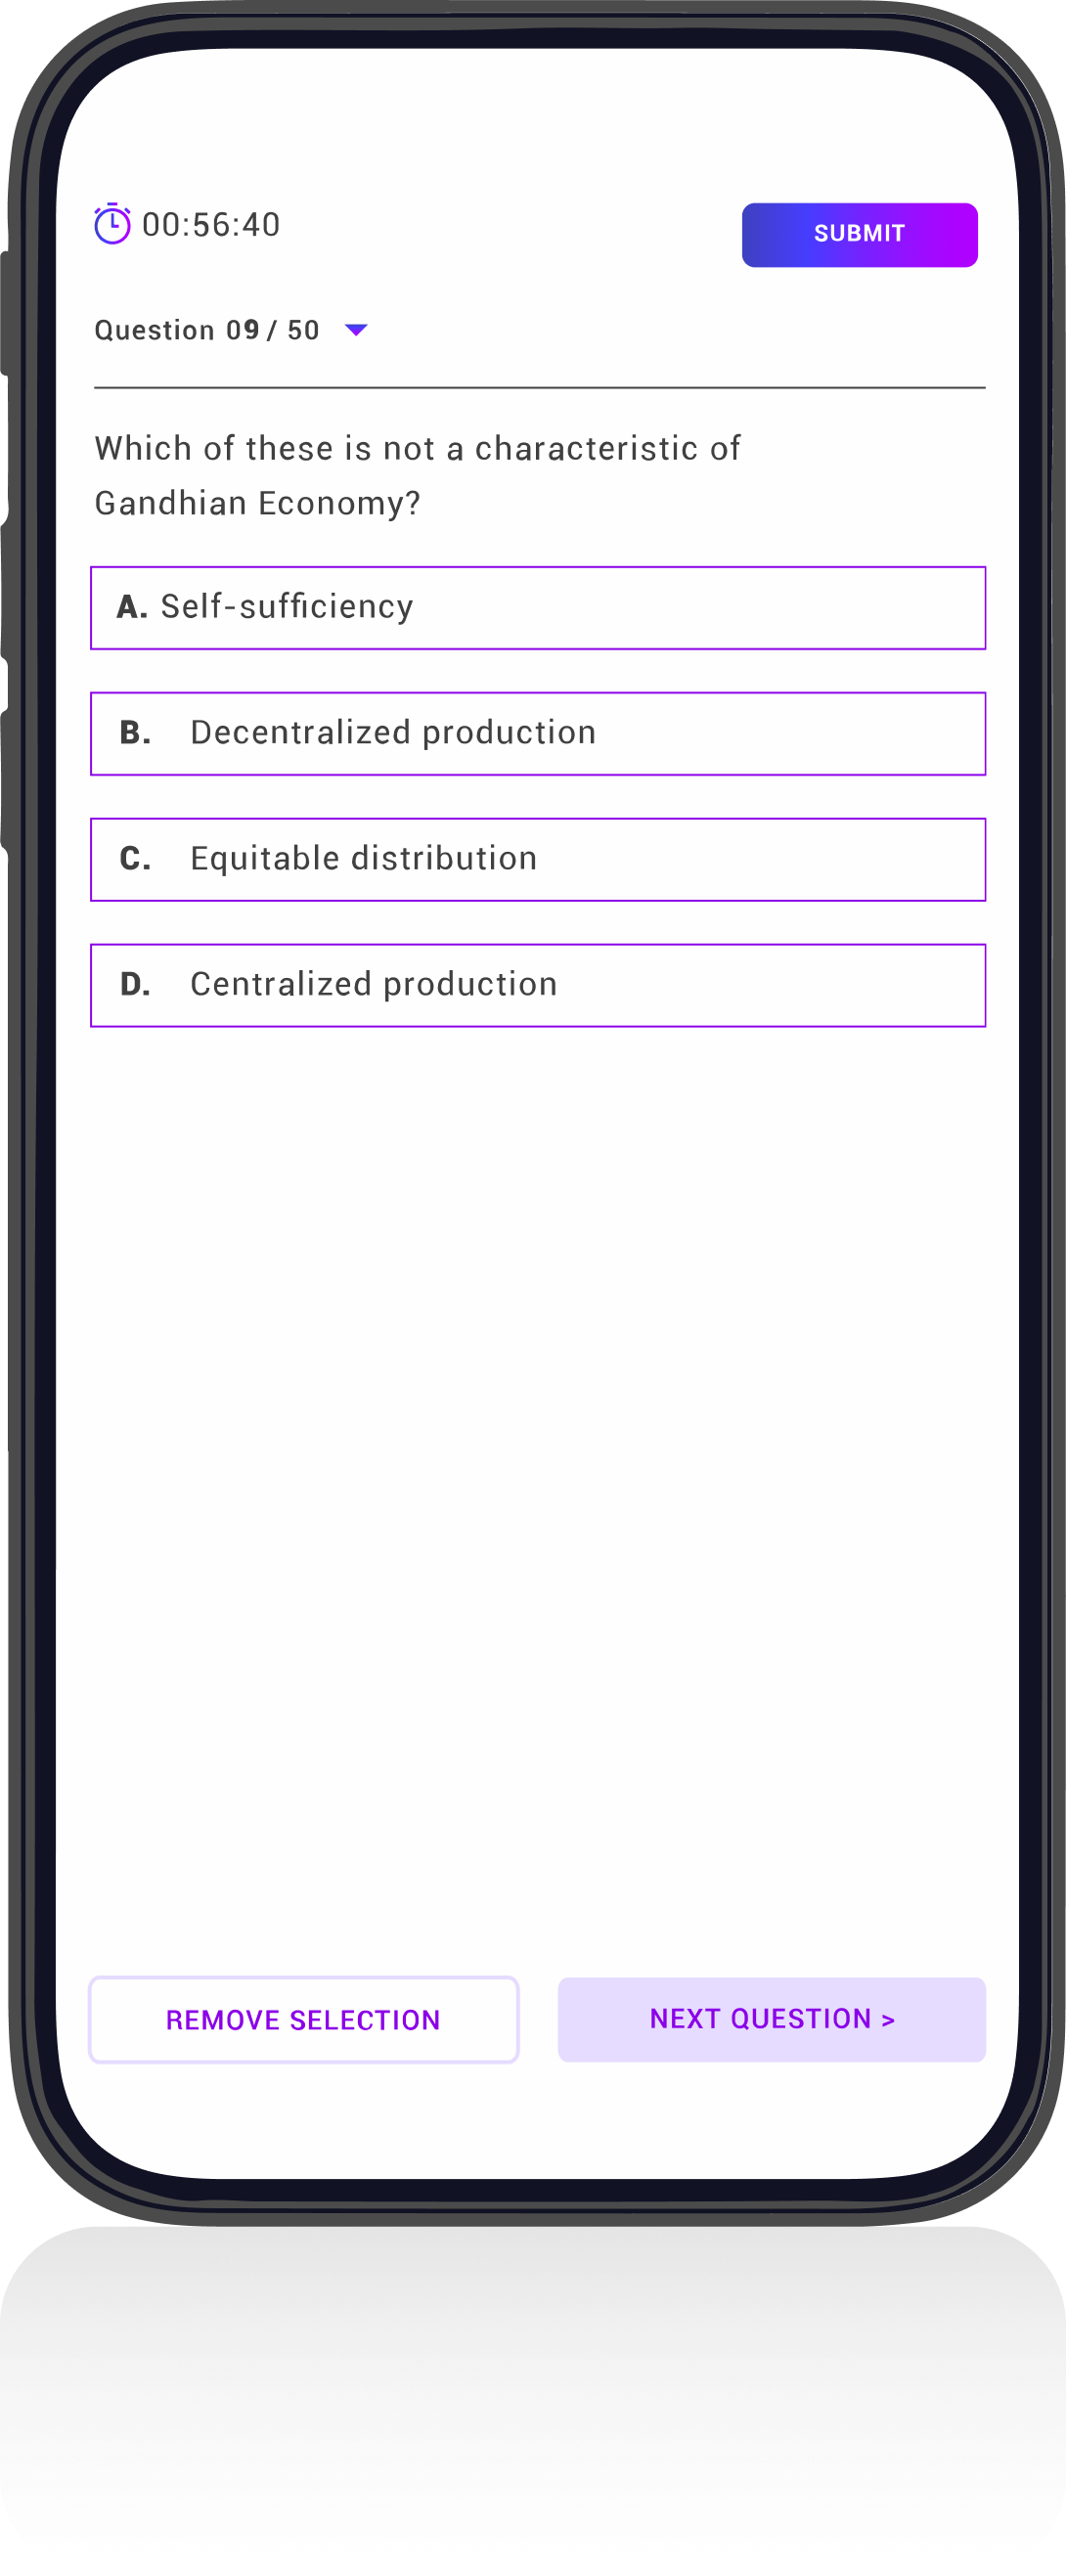 00:56:40
SUBMIT
Question 09 / 50
Which of these is not a characteristic of
Gandhian Economy?
A. Self-sufficiency
B. Decentralized production
C. Equitable distribution
D. Centralized production
REMOVE SELECTION
NEXT QUESTION >